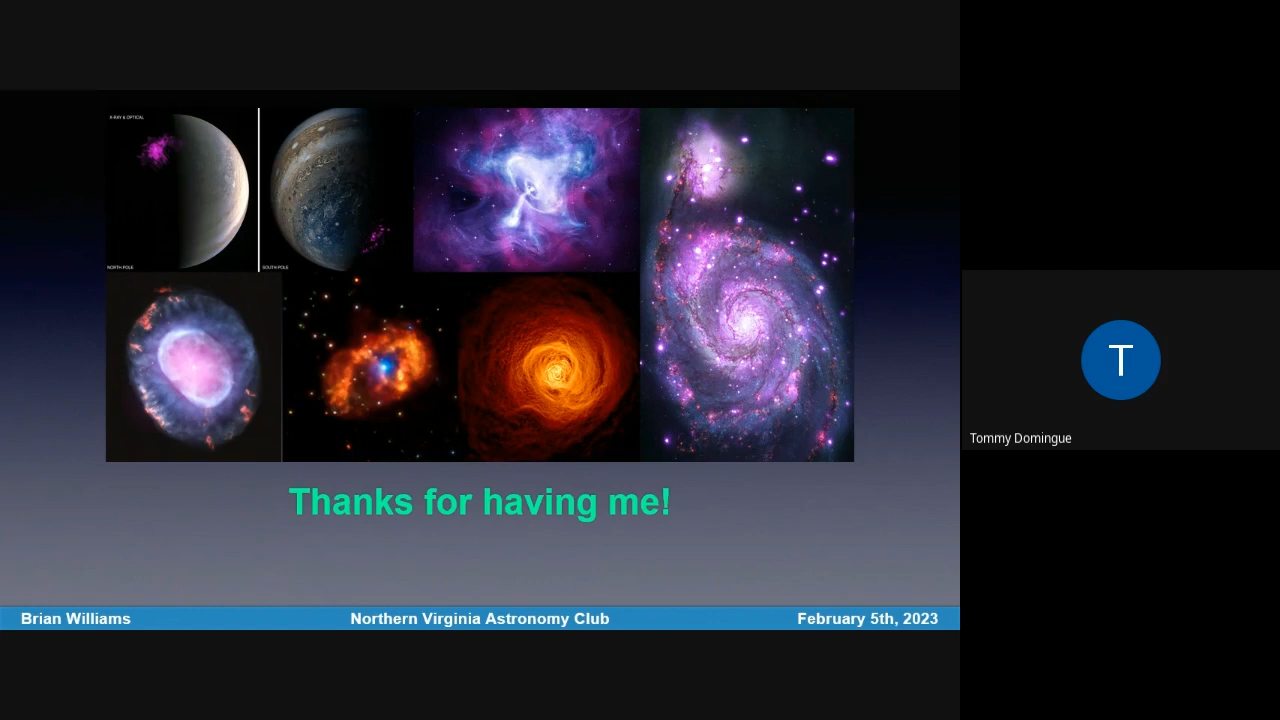 X-RAY & OPTICAL
NORTH POLE
SOUTH POLE
Thanks for having me!
Brian Williams
Northern Virginia Astronomy Club
February 5th, 2023
T
Tommy Domingue